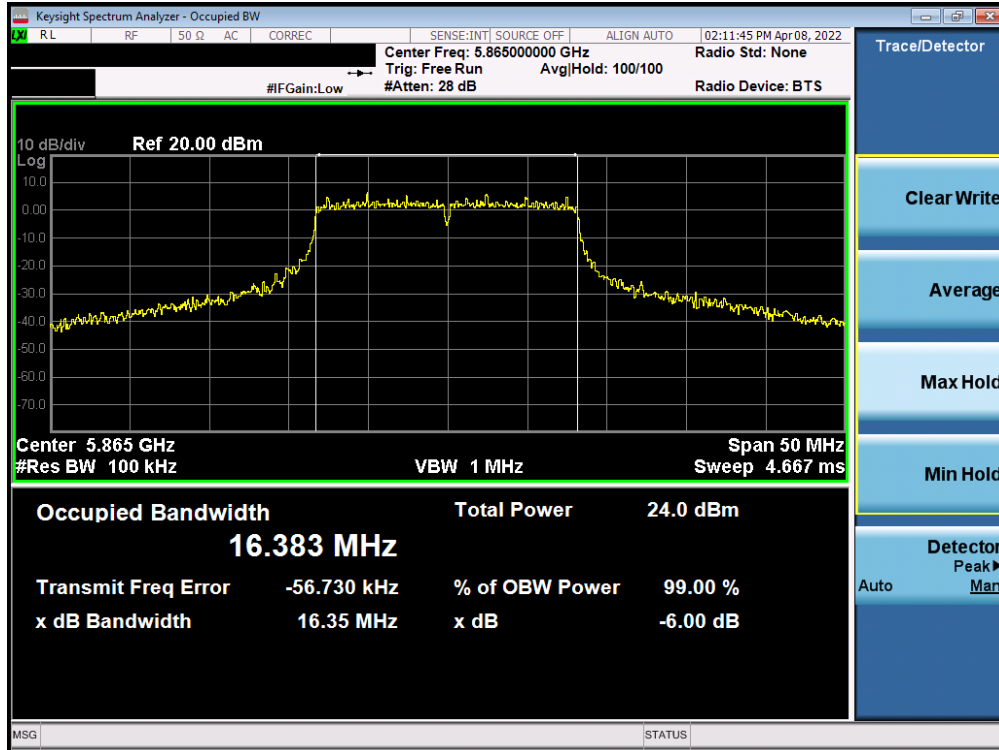 Keysight Spectrum Analyzer - Occupied BW
LXI RL RF 50 Ω AC CORREC SENSE:INT SOURCE OFF ALIGN AUTO 02:11:45 PM Apr 08, 2022
Center Freq: 5.865000000 GHz Radio Std: None
Trig: Free Run Avg|Hold: 100/100
#IFGain:Low #Atten: 28 dB Radio Device: BTS
10 dB/div Ref 20.00 dBm
Log
10.0
0.00
-10.0
-20.0
-30.0
-40.0
-50.0
-60.0
-70.0
Center 5.865 GHz Span 50 MHz
#Res BW 100 kHz VBW 1 MHz Sweep 4.667 ms
Occupied Bandwidth Total Power 24.0 dBm
16.383 MHz
Transmit Freq Error -56.730 kHz % of OBW Power 99.00 %
x dB Bandwidth 16.35 MHz x dB -6.00 dB
MSG STATUS
Trace/Detector
Clear Write
Average
Max Hold
Min Hold
Detector
Peak
Auto Man